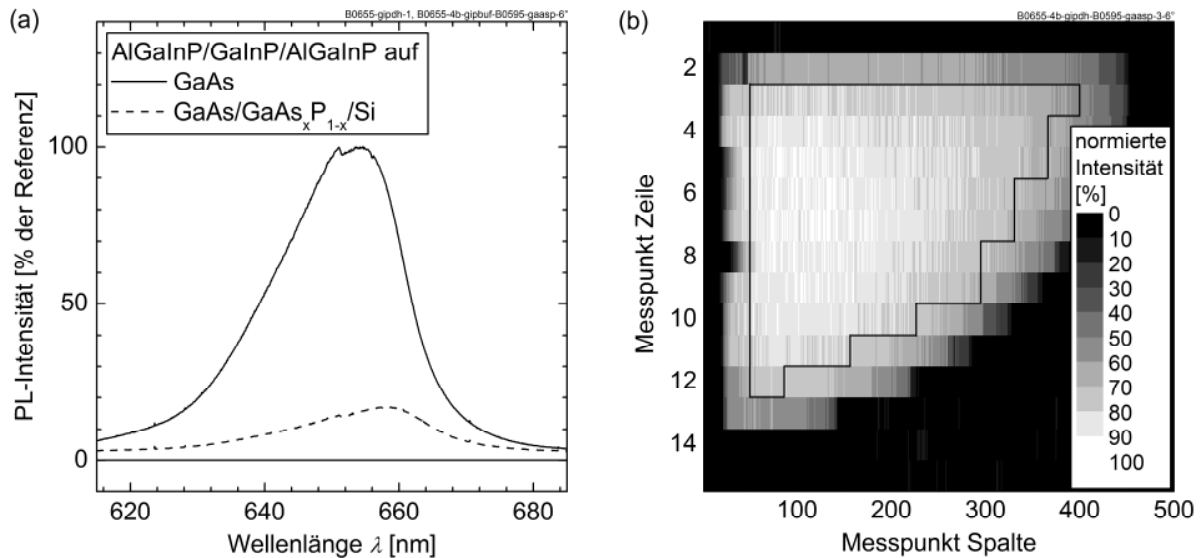 (a)
B0655-gipdh-1, B0655-4b-gipbuf-B0595-gaasp-6"
AlGaInP/GaInP/AlGaInP auf
GaAs
GaAs/GaAsxP1-x/Si
PL-Intensität [% der Referenz]
100
50
0
620 640 660 680
Wellenlänge λ [nm]
(b)
B0655-4b-gipdh-B0595-gaasp-3-6"
Messpunkt Zeile
2
4
6
8
10
12
14
normierte
Intensität
[%]
0
10
20
30
40
50
60
70
80
90
100
100 200 300 400 500
Messpunkt Spalte